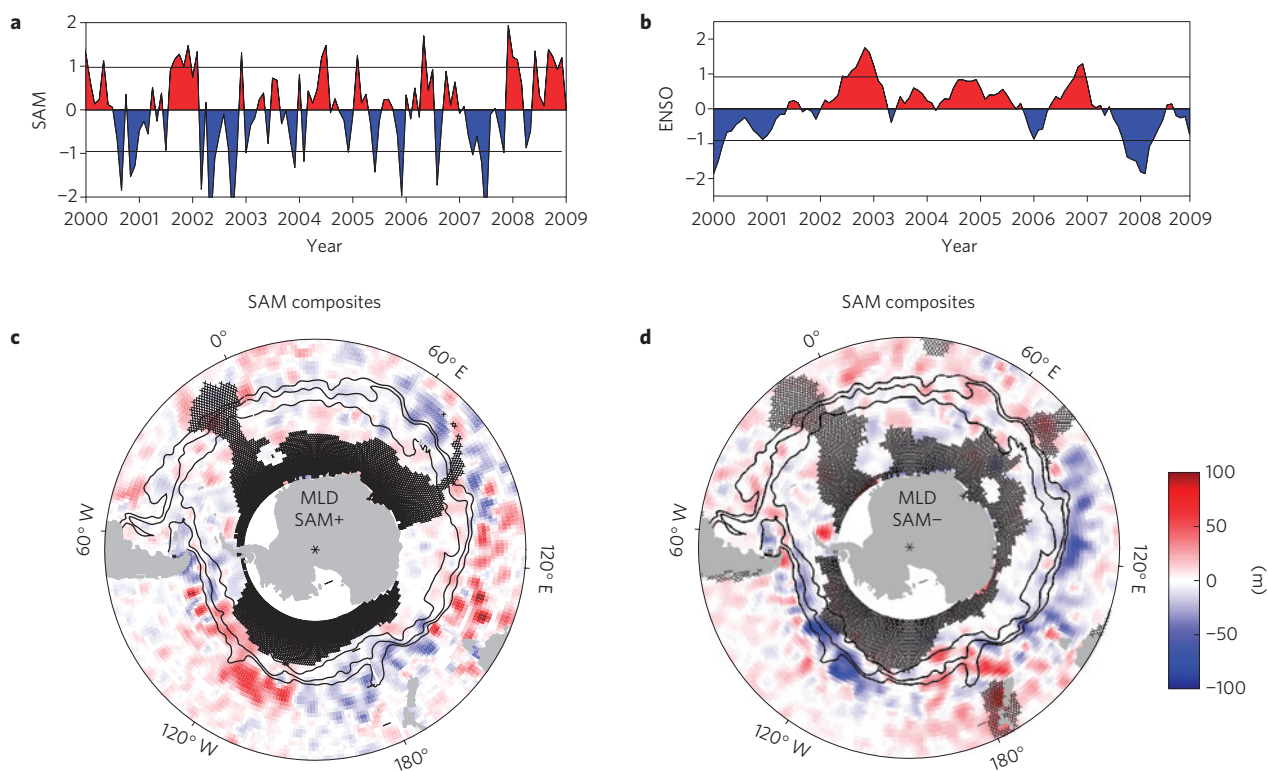 a
b
2
1
0
−1
−2
SAM
2000 2001 2002 2003 2004 2005 2006 2007 2008 2009
Year
2
1
0
−1
−2
ENSO
2000 2001 2002 2003 2004 2005 2006 2007 2008 2009
Year
SAM composites
SAM composites
c
d
0°
60° E
120° E
180°
120° W
60° W
MLD
SAM+
*
0°
60° E
120° E
180°
120° W
60° W
MLD
SAM−
*
100
50
0
−50
−100
(m)